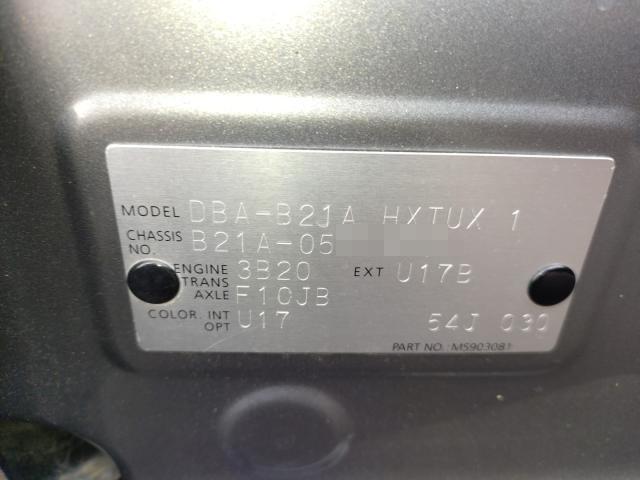 MODEL DBA-B21A HXTUX 1
CHASSIS NO. B21A-05
ENGINE 3B20 EXT U17B
TRANS AXLE F1CJB
COLOR. INT U17
OPT 54J 030
PART NO.: MS903081